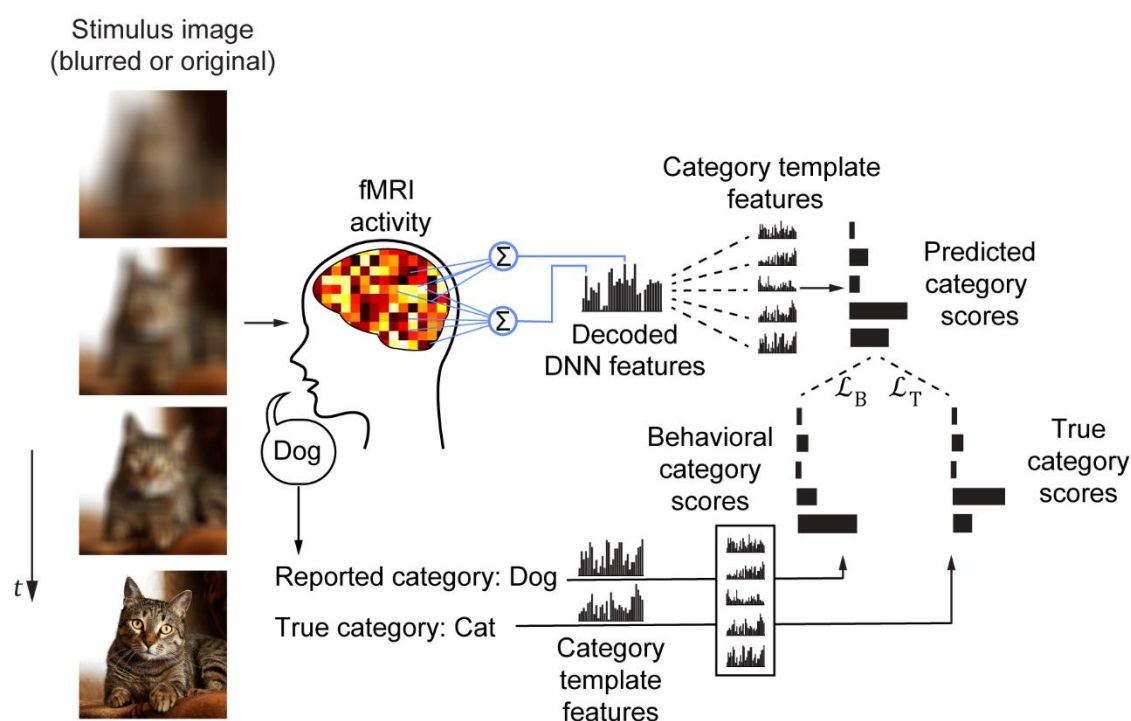 Stimulus image
(blurred or original)
fMRI
activity
Σ
Σ
Decoded
DNN features
Category template
features
Predicted
category
scores
ℒB
ℒT
Dog
Behavioral
category
scores
True
category
scores
t
Reported category: Dog
True category: Cat
Category
template
features